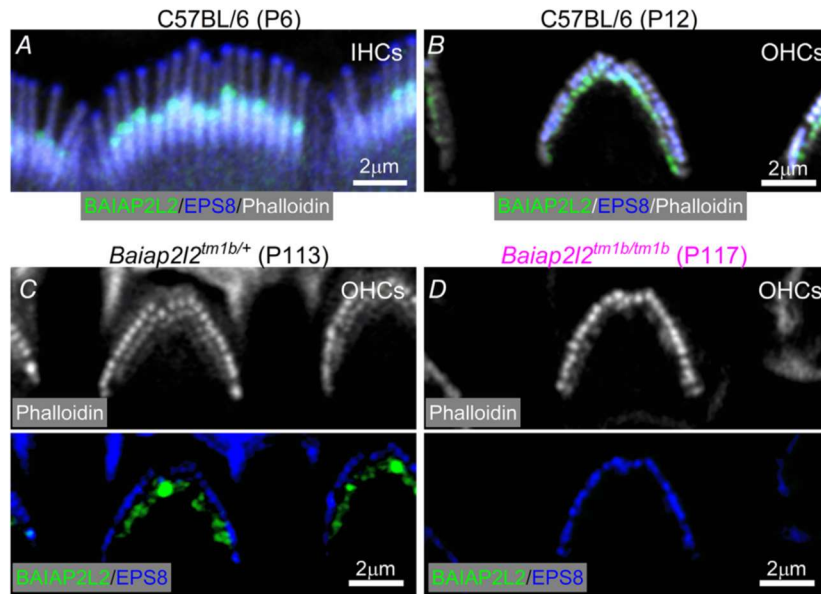 C57BL/6 (P6)
A
IHCs
2μm
BAIAP2L2/EPS8/Phalloidin
C57BL/6 (P12)
B
OHCs
2μm
BAIAP2L2/EPS8/Phalloidin
Baiap2l2tm1b/+ (P113)
C
OHCs
Phalloidin
BAIAP2L2/EPS8
2μm
Baiap2l2tm1b/tm1b (P117)
D
OHCs
Phalloidin
BAIAP2L2/EPS8
2μm